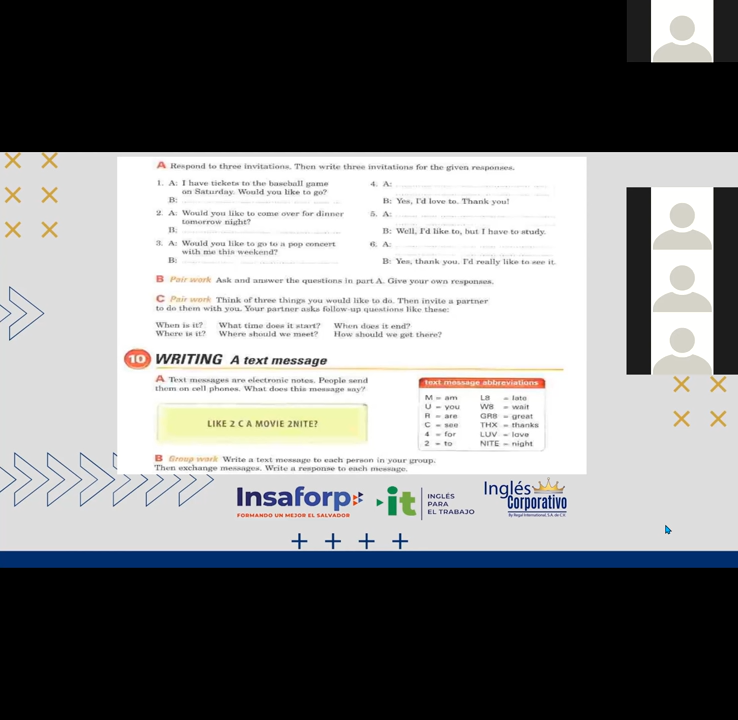 A Respond to three invitations. Then write three invitations for the given responses.
1. A: I have tickets to the baseball game
on Saturday. Would you like to go?
B:
2. A: Would you like to come over for dinner
tomorrow night?
B:
3. A: Would you like to go to a pop concert
with me this weekend?
B:
4. A:
B: Yes, I'd love to. Thank you!
5. A:
B: Well, I'd like to, but I have to study.
6. A:
B: Yes, thank you. I'd really like to see it.
B Pair work Ask and answer the questions in part A. Give your own responses.
C Pair work Think of three things you would like to do. Then invite a partner
to do them with you. Your partner asks follow-up questions like these:
When is it? What time does it start? When does it end?
Where is it? Where should we meet? How should we get there?
10 WRITING A text message
A Text messages are electronic notes. People send
them on cell phones. What does this message say?
LIKE 2 C A MOVIE 2NITE?
text message abbreviations
M = am L8 = late
U = you W8 = wait
R = are GR8 = great
C = see THX = thanks
4 = for LUV = love
2 = to NITE = night
B Group work Write a text message to each person in your group.
Then exchange messages. Write a response to each message.
Insaforp
FORMANDO UN MEJOR EL SALVADOR
it
INGLÉS
PARA
EL TRABAJO
Inglés
Corporativo
By Regal International, S.A. de C.V.